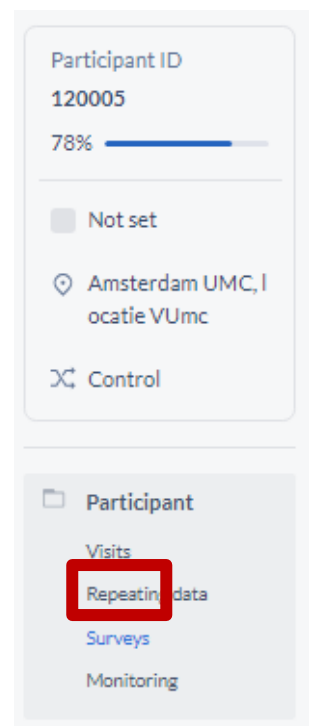 Participant ID
120005
78%
Not set
Amsterdam UMC, l
ocatie VUmc
Control
Participant
Visits
Repeating data
Surveys
Monitoring